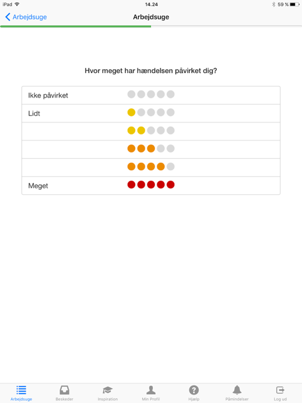 iPad 14.24 59 %
Arbejdsuge Arbejdsuge
Hvor meget har hændelsen påvirket dig?
Ikke påvirket
Lidt
Meget
Arbejdsuge Beskeder Inspiration Min Profil Hjælp Påmindelser Log ud